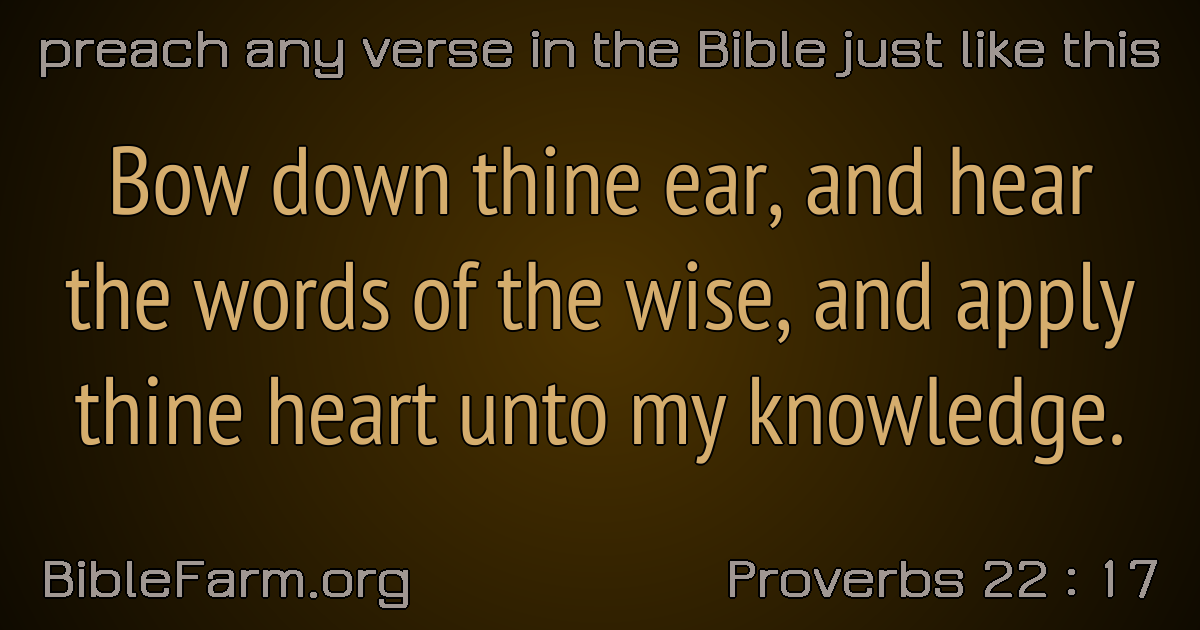 preach any verse in the Bible just like this
Bow down thine ear, and hear
the words of the wise, and apply
thine heart unto my knowledge.
BibleFarm.org
Proverbs 22 : 17